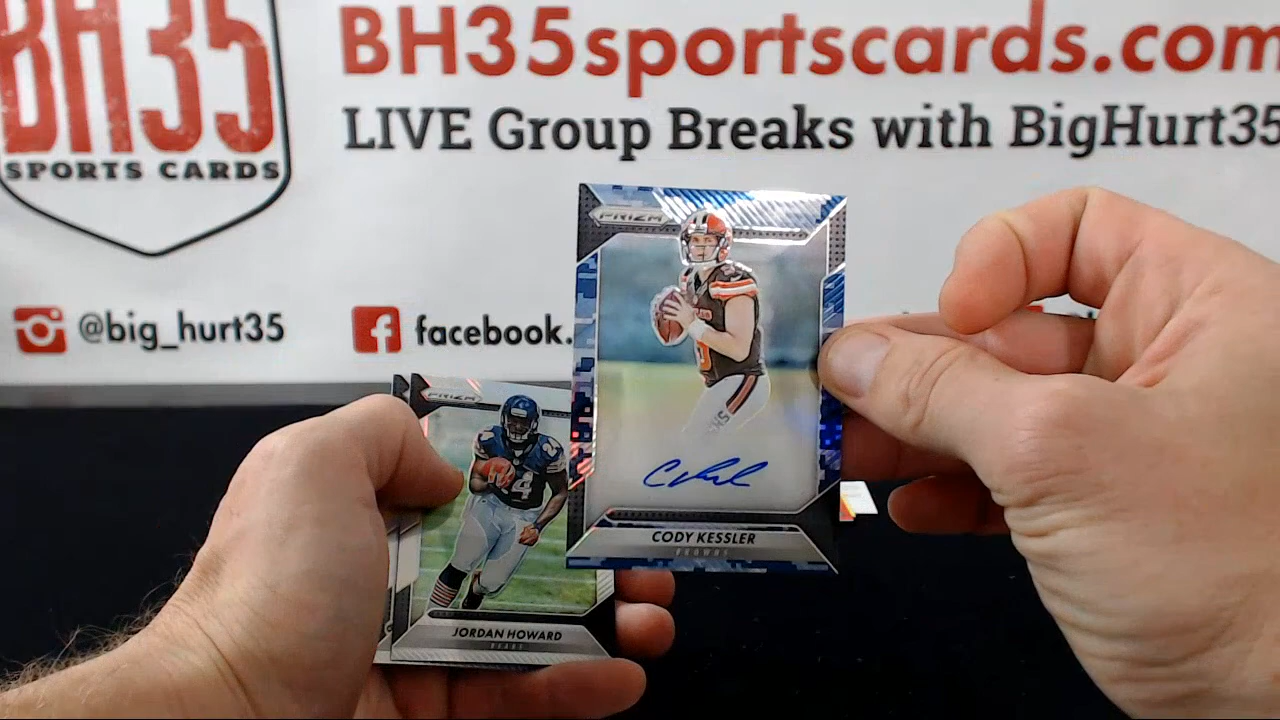 BH35
SPORTS CARDS
BH35sportscards.com
LIVE Group Breaks with BigHurt35
@big_hurt35
facebook.
PRIZM
CODY KESSLER
BROWNS
PRIZM
24
JORDAN HOWARD
BEARS